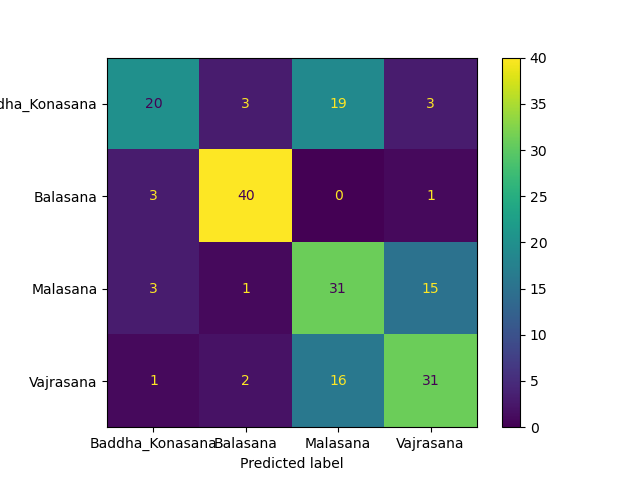 dha_Konasana 20 3 19 3
Balasana 3 40 0 1
Malasana 3 1 31 15
Vajrasana 1 2 16 31
Baddha_Konasana Balasana Malasana Vajrasana
Predicted label
40
35
30
25
20
15
10
5
0